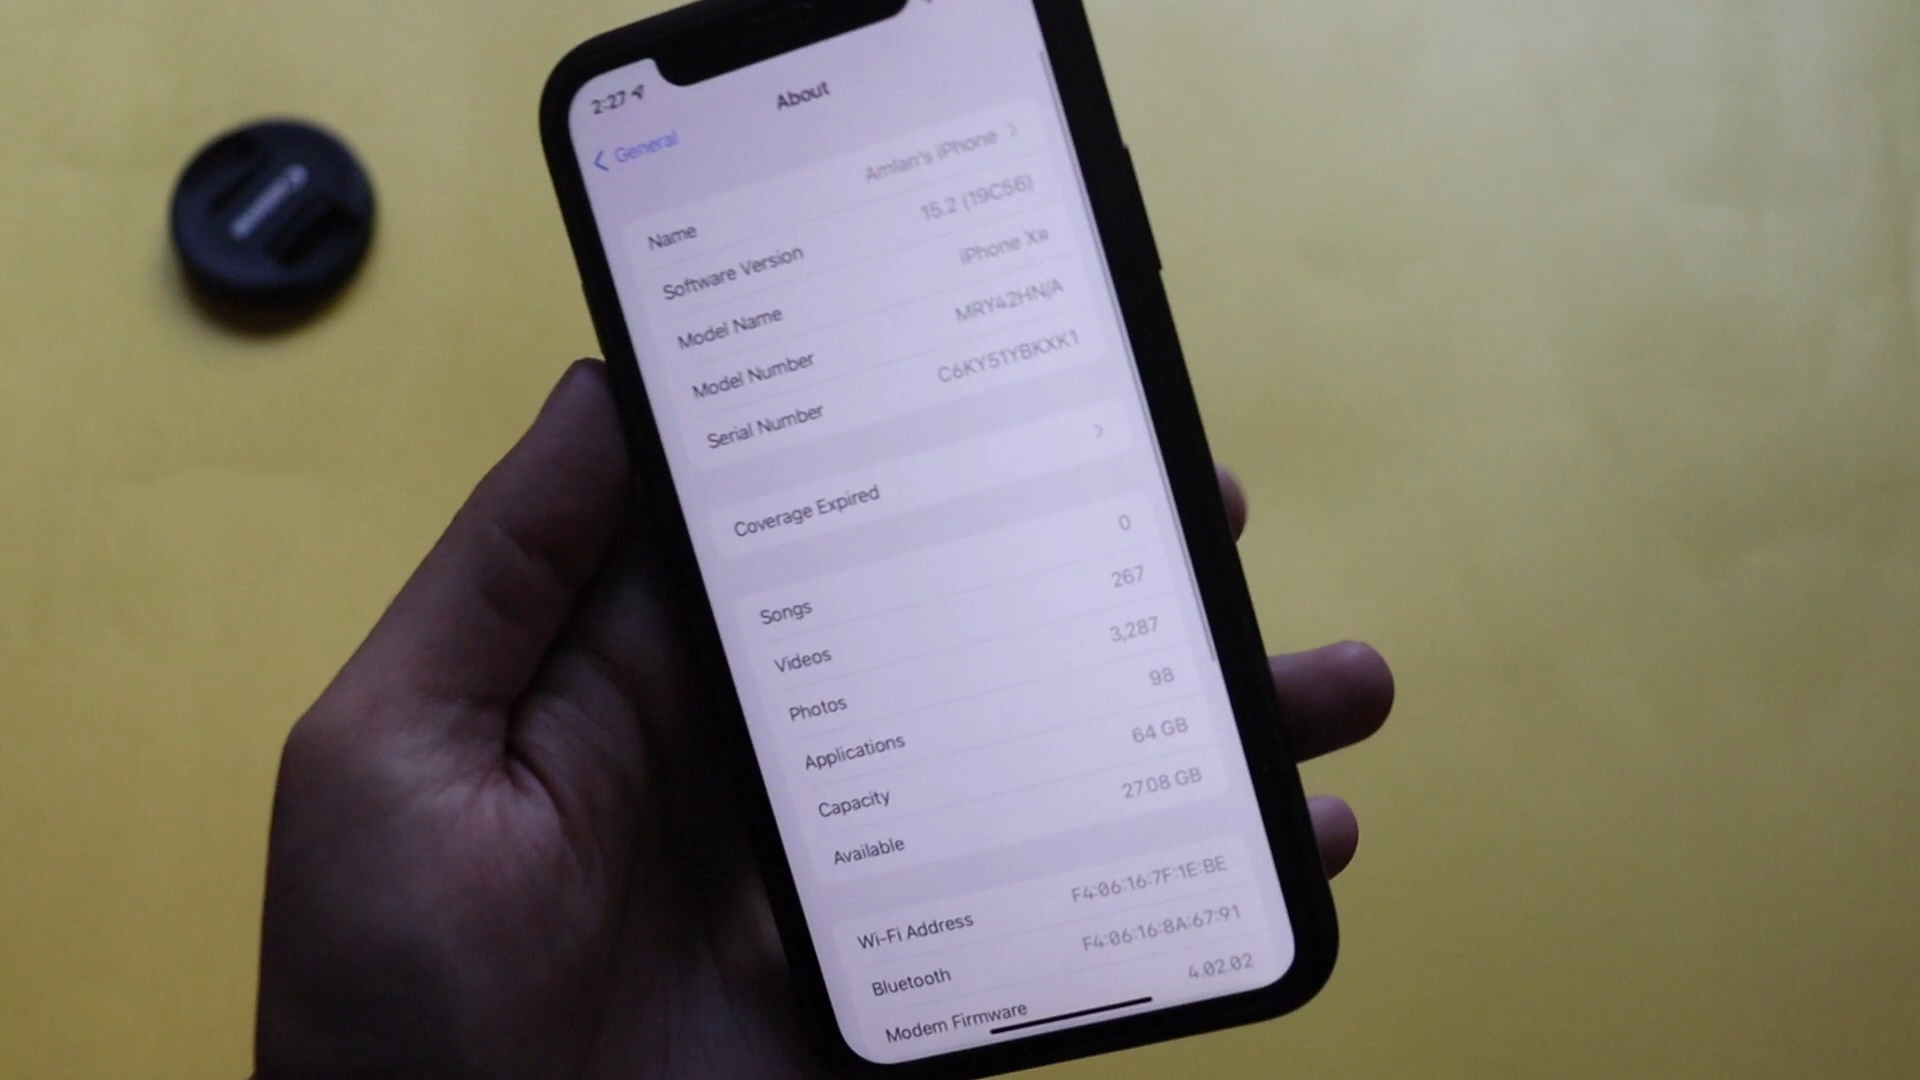 2:27
About
General
Name Amlan's iPhone
Software Version 15.2 (19C56)
Model Name iPhone XR
Model Number MRY42HN/A
Serial Number C6KY51YBKXK1
Coverage Expired
Songs 0
Videos 267
Photos 3,287
Applications 98
Capacity 64 GB
Available 27.08 GB
Wi-Fi Address F4:06:16:7F:1E:BE
Bluetooth F4:06:16:8A:67:91
Modem Firmware 4.02.02